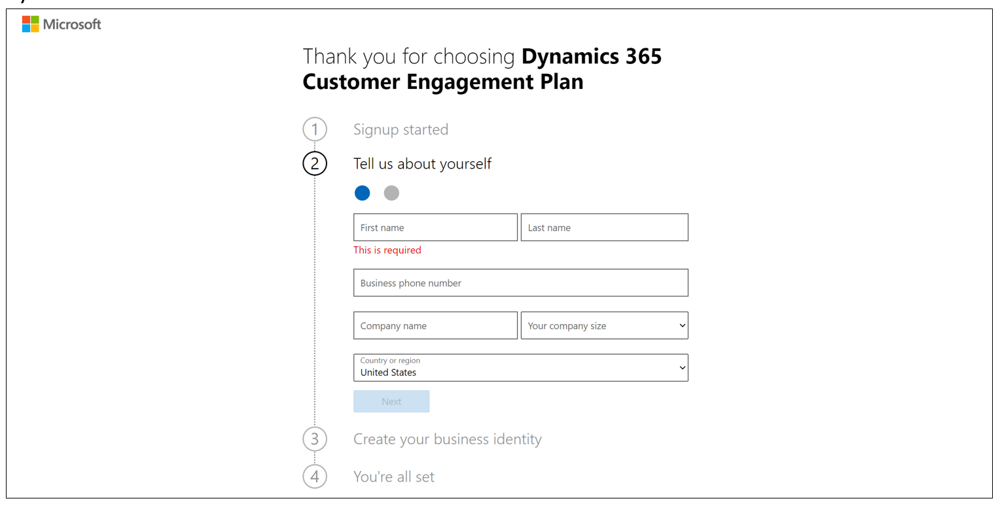 Microsoft
Thank you for choosing Dynamics 365
Customer Engagement Plan
1 Signup started
2 Tell us about yourself
First name Last name
This is required
Business phone number
Company name Your company size
Country or region
United States
Next
3 Create your business identity
4 You're all set